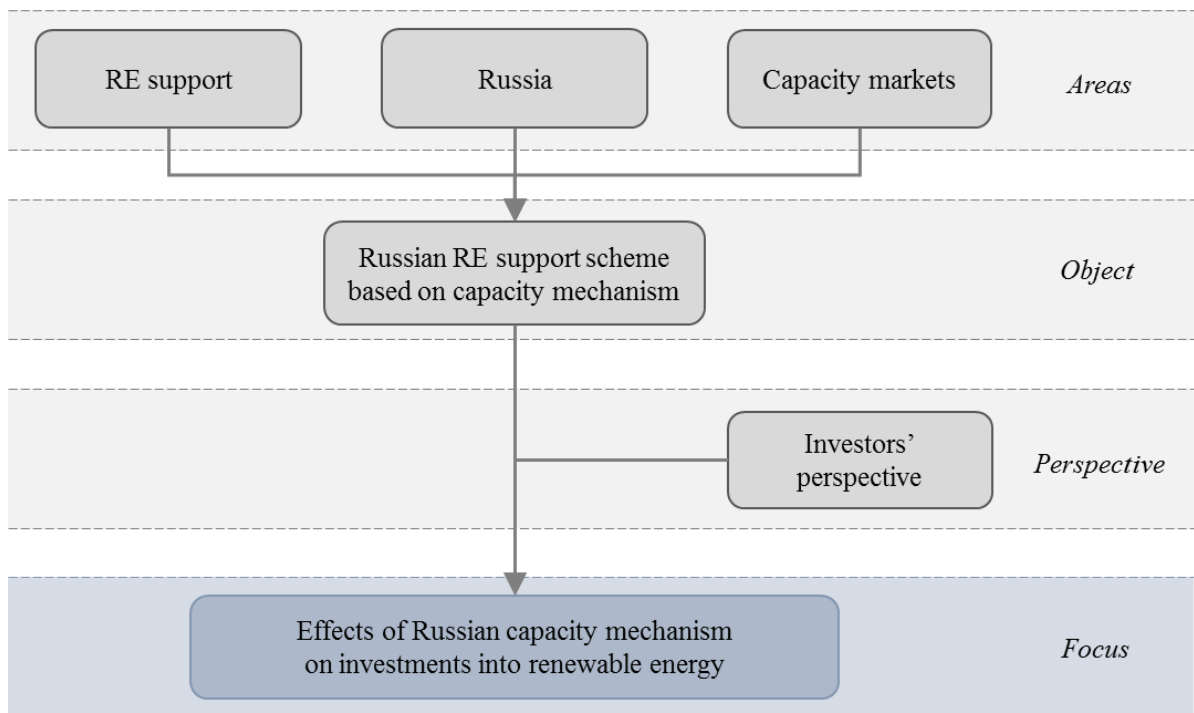 RE support
Russia
Capacity markets
Areas
Russian RE support scheme
based on capacity mechanism
Object
Investors’
perspective
Perspective
Effects of Russian capacity mechanism
on investments into renewable energy
Focus